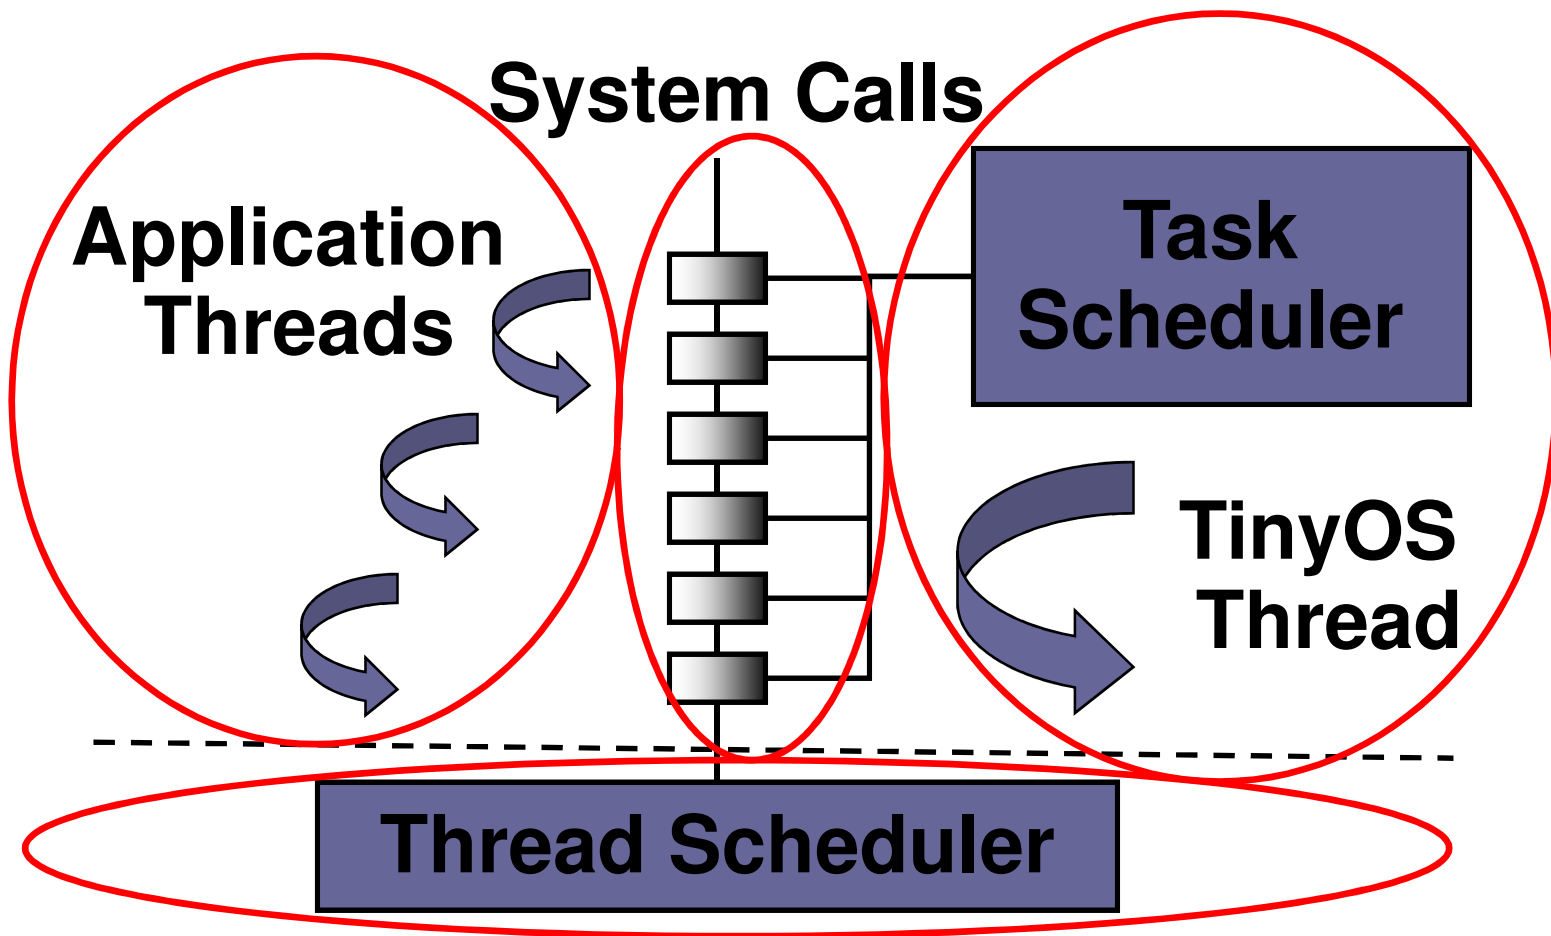 System Calls
Application
Threads
Task
Scheduler
TinyOS
Thread
Thread Scheduler